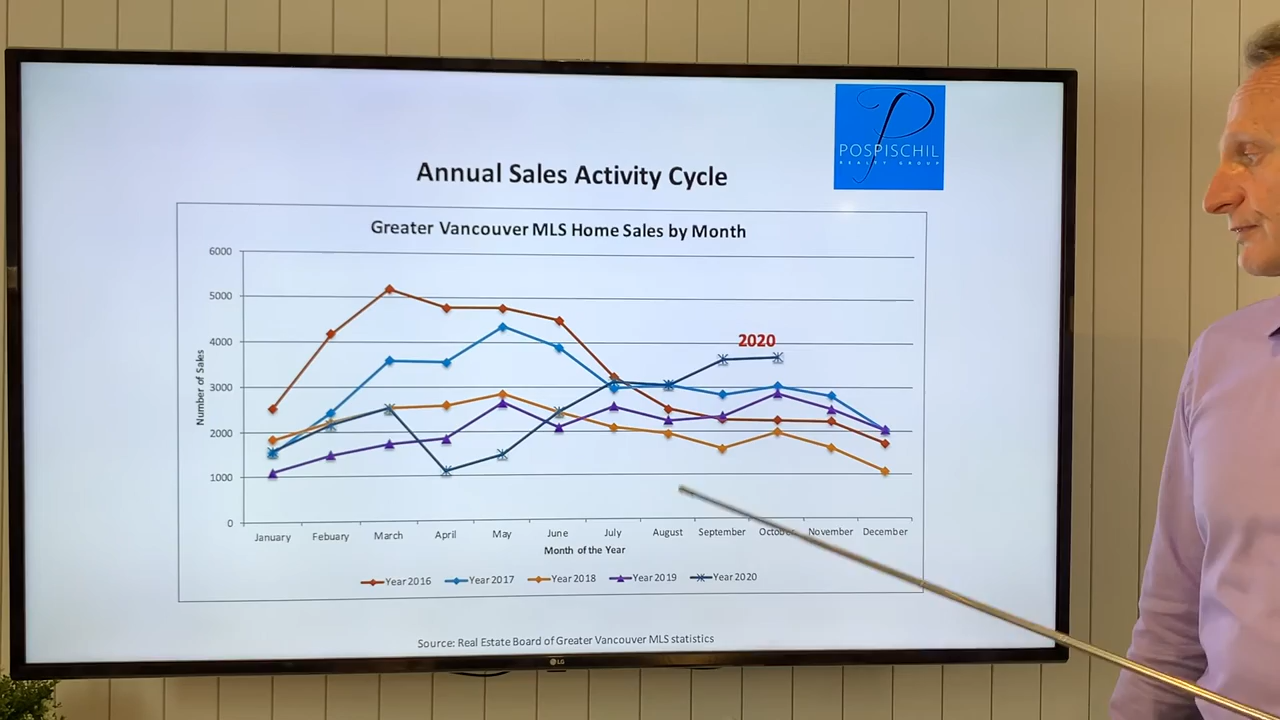 POSPISCHIL
REALTY GROUP
Annual Sales Activity Cycle
Greater Vancouver MLS Home Sales by Month
6000
5000
4000
3000
2000
1000
0
Number of Sales
2020
January Febuary March April May June July August September October November December
Month of the Year
Year 2016 Year 2017 Year 2018 Year 2019 Year 2020
Source: Real Estate Board of Greater Vancouver MLS statistics
LG